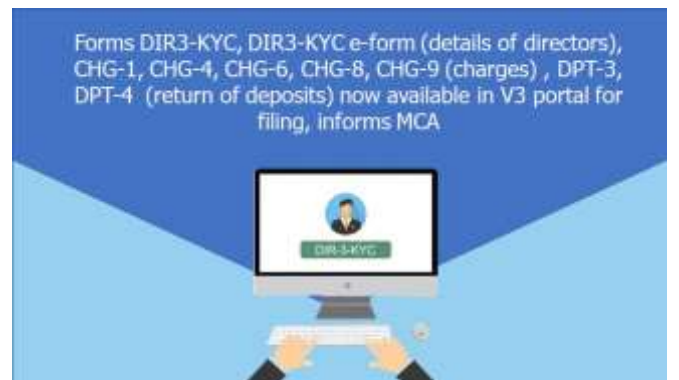 Forms DIR3-KYC, DIR3-KYC e-form (details of directors),
CHG-1, CHG-4, CHG-6, CHG-8, CHG-9 (charges) , DPT-3,
DPT-4 (return of deposits) now available in V3 portal for
filing, informs MCA
DIR-3-KYC